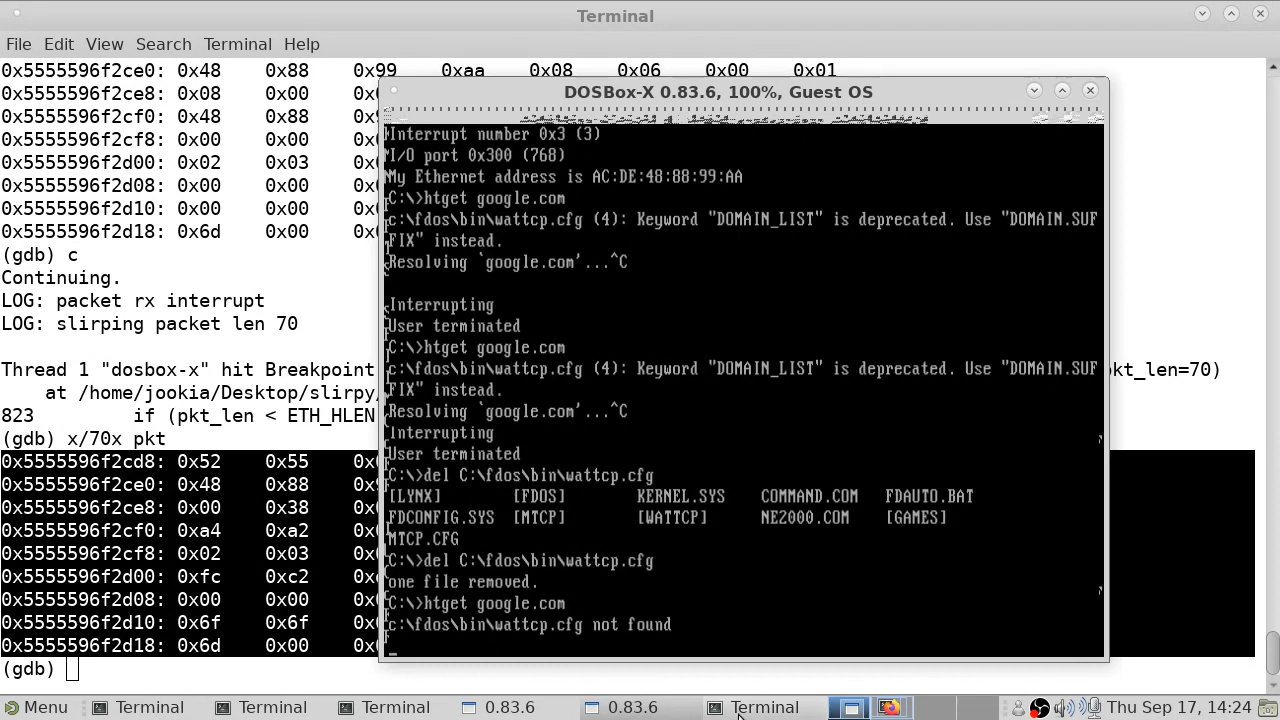 Terminal
File Edit View Search Terminal Help
0x5555596f2ce0: 0x48 0x88 0x99 0xaa 0x08 0x06 0x00 0x01
0x5555596f2ce8: 0x08 0x00
0x5555596f2cf0: 0x48 0x88
0x5555596f2cf8: 0x00 0x00
0x5555596f2d00: 0x02 0x03
0x5555596f2d08: 0x00 0x00
0x5555596f2d10: 0x00 0x00
0x5555596f2d18: 0x6d 0x00
(gdb) c
Continuing.
LOG: packet rx interrupt
LOG: slirping packet len 70
Thread 1 "dosbox-x" hit Breakpoint
kt_len=70)
at /home/jookia/Desktop/slirpy/
823 if (pkt_len < ETH_HLEN
(gdb) x/70x pkt
0x5555596f2cd8: 0x52 0x55
0x5555596f2ce0: 0x48 0x88
0x5555596f2ce8: 0x00 0x38
0x5555596f2cf0: 0xa4 0xa2
0x5555596f2cf8: 0x02 0x03
0x5555596f2d00: 0xfc 0xc2
0x5555596f2d08: 0x00 0x00
0x5555596f2d10: 0x6f 0x6f
0x5555596f2d18: 0x6d 0x00
(gdb)
DOSBox-X 0.83.6, 100%, Guest OS
Interrupt number 0x3 (3)
I/O port 0x300 (768)
My Ethernet address is AC:DE:48:88:99:AA
C:\>htget google.com
c:\fdos\bin\wattcp.cfg (4): Keyword "DOMAIN_LIST" is deprecated. Use "DOMAIN.SUF
FIX" instead.
Resolving `google.com'...^C
Interrupting
User terminated
C:\>htget google.com
c:\fdos\bin\wattcp.cfg (4): Keyword "DOMAIN_LIST" is deprecated. Use "DOMAIN.SUF
FIX" instead.
Resolving `google.com'...^C
Interrupting
User terminated
C:\>del C:\fdos\bin\wattcp.cfg
[LYNX] [FDOS] KERNEL.SYS COMMAND.COM FDAUTO.BAT
FDCONFIG.SYS [MTCP] [WATTCP] NE2000.COM [GAMES]
MTCP.CFG
C:\>del C:\fdos\bin\wattcp.cfg
one file removed.
C:\>htget google.com
c:\fdos\bin\wattcp.cfg not found
Menu Terminal Terminal Terminal 0.83.6 0.83.6 Terminal Thu Sep 17, 14:24